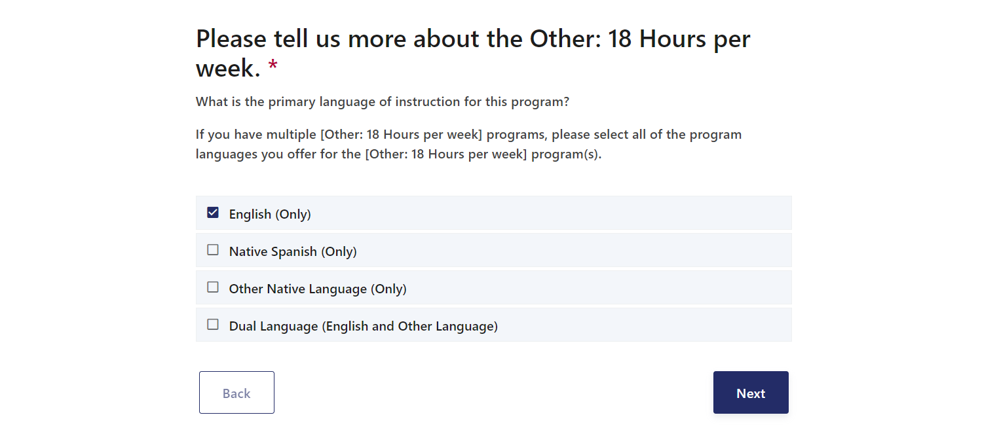 Please tell us more about the Other: 18 Hours per
week. *
What is the primary language of instruction for this program?
If you have multiple [Other: 18 Hours per week] programs, please select all of the program
languages you offer for the [Other: 18 Hours per week] program(s).
English (Only)
Native Spanish (Only)
Other Native Language (Only)
Dual Language (English and Other Language)
Back
Next